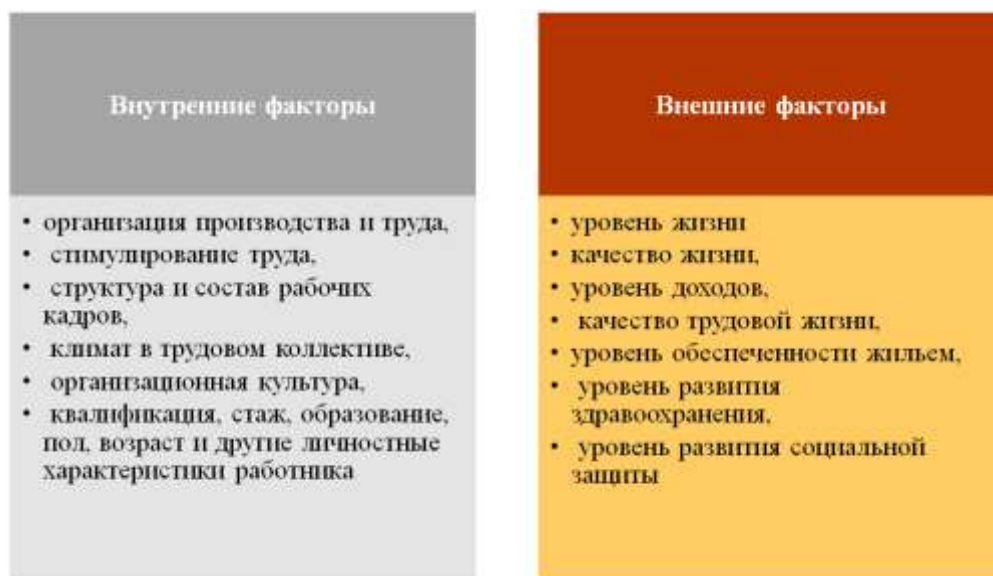 Внутренние факторы
• организация производства и труда,
• стимулирование труда,
• структура и состав рабочих
кадров,
• климат в трудовом коллективе,
• организационная культура,
• квалификация, стаж, образование,
пол, возраст и другие личностные
характеристики работника
Внешние факторы
• уровень жизни
• качество жизни,
• уровень доходов,
• качество трудовой жизни,
• уровень обеспеченности жильем,
• уровень развития
здравоохранения,
• уровень развития социальной
защиты